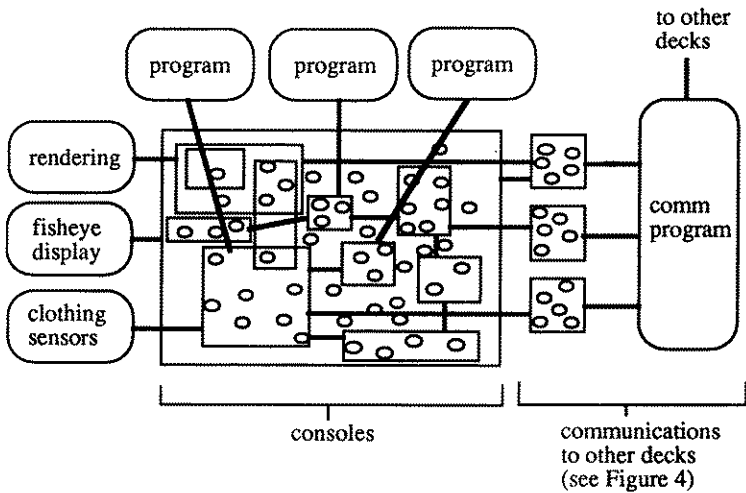 to other
decks
program
program
program
rendering
fisheye
display
clothing
sensors
comm
program
consoles
communications
to other decks
(see Figure 4)